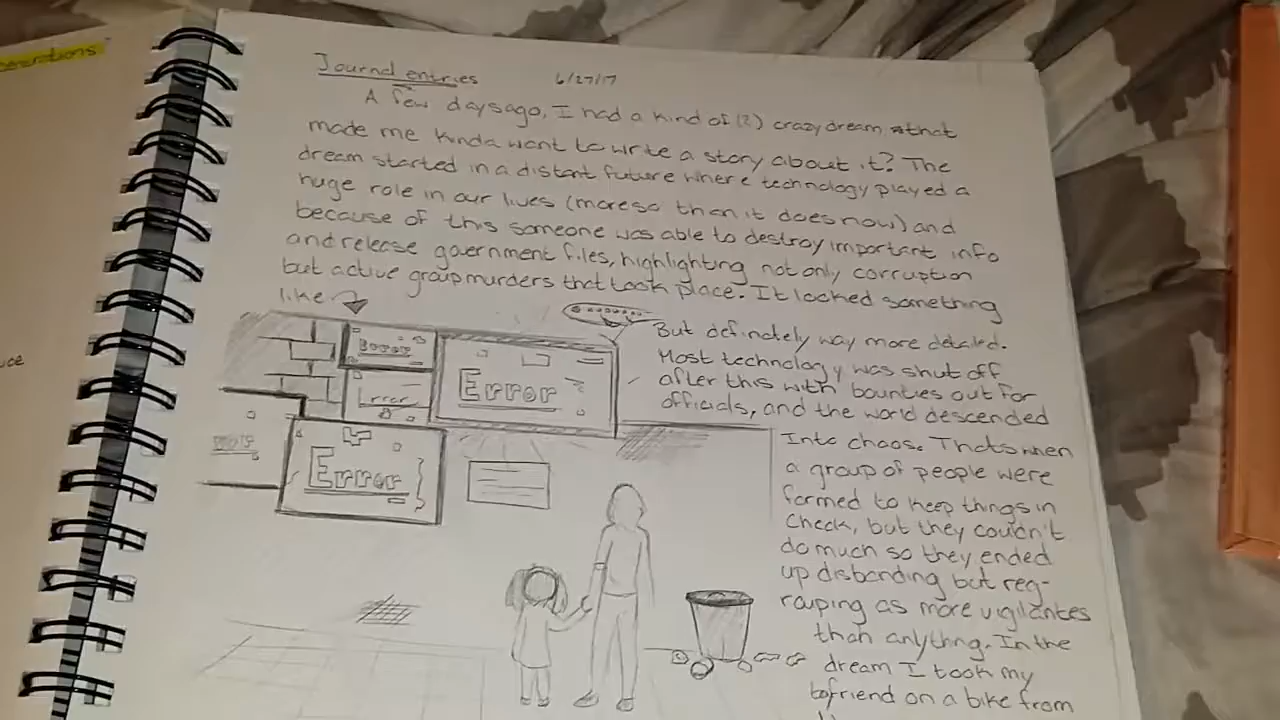 Journal entries 6/27/17
A few days ago, I had a kind of (?) crazy dream that
made me kinda want to write a story about it? The
dream started in a distant future where technology played a
huge role in our lives (more so than it does now) and
because of this someone was able to destroy important info
and release government files, highlighting not only corruption
but active group murders that took place. It looked something
like
But definately way more detailed.
Most technology was shut off
after this with bounties out for
officials, and the world descended
Into chaos. Thats when
a group of people were
formed to keep things in
check, but they couldn't
do much so they ended
up disbanding but reg-
rouping as more vigilantes
than anything. In the
dream I took my
bofriend on a bike from
Error
Error
Error
Error